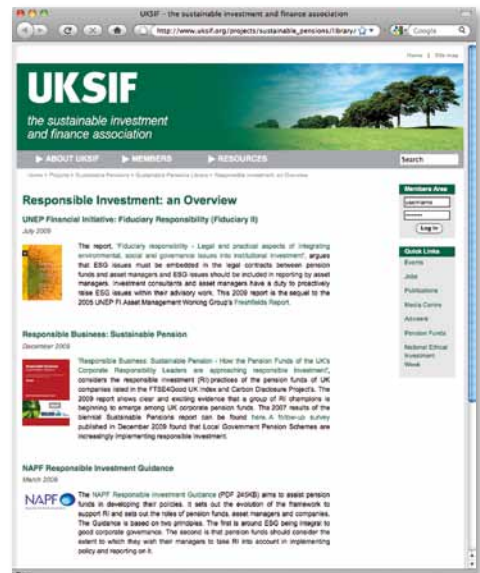 UKSIF - the sustainable investment and finance association
http://www.uksif.org/projects/sustainable_pensions/library/
Google
Home | Site map
UKSIF
the sustainable investment
and finance association
ABOUT UKSIF
MEMBERS
RESOURCES
Search
Home > Projects > Sustainable Pensions > Sustainable Pensions Library > Responsible Investment: an Overview
Responsible Investment: an Overview
UNEP Financial Initiative: Fiduciary Responsibility (Fiduciary II)
July 2009
The report, 'Fiduciary responsibility - Legal and practical aspects of integrating
environmental, social and governance issues into institutional investment', argues
that ESG issues must be embedded in the legal contracts between pension
funds and asset managers and ESG issues should be included in reporting by asset
managers. Investment consultants and asset managers have a duty to proactively
raise ESG issues within their advisory work. This 2009 report is the sequel to the
2005 UNEP FI Asset Management Working Group's Freshfields Report.
Responsible Business: Sustainable Pension
December 2009
'Responsible Business: Sustainable Pension - How the Pension Funds of the UK's
Corporate Responsibility Leaders are approaching responsible investment',
considers the responsible investment (RI) practices of the pension funds of UK
companies listed in the FTSE4Good UK Index and Carbon Disclosure Projects. The
2009 report shows clear and exciting evidence that a group of RI champions is
beginning to emerge among UK corporate pension funds. The 2007 results of the
biennial Sustainable Pensions report can be found here. A follow-up survey
published in December 2009 found that Local Government Pension Schemes are
increasingly implementing responsible investment.
NAPF Responsible Investment Guidance
March 2009
NAPF
The NAPF Responsible Investment Guidance (PDF 245KB) aims to assist pension
funds in developing their policies. It sets out the evolution of the framework to
support RI and sets out the roles of pension funds, asset managers and companies.
The Guidance is based on two principles. The first is around ESG being integral to
good corporate governance. The second is that pension funds should consider the
extent to which they wish their managers to take RI into account in implementing
policy and reporting on it.
Members Area
username
Log in
Quick Links
Events
Jobs
Publications
Media Centre
Advisers
Pension Funds
National Ethical
Investment
Week